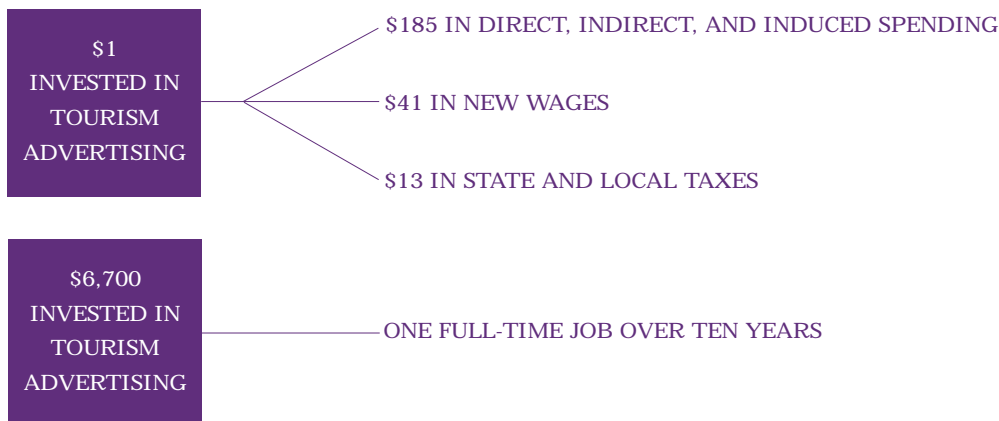 $1
INVESTED IN
TOURISM
ADVERTISING
$185 IN DIRECT, INDIRECT, AND INDUCED SPENDING
$41 IN NEW WAGES
$13 IN STATE AND LOCAL TAXES
$6,700
INVESTED IN
TOURISM
ADVERTISING
ONE FULL-TIME JOB OVER TEN YEARS